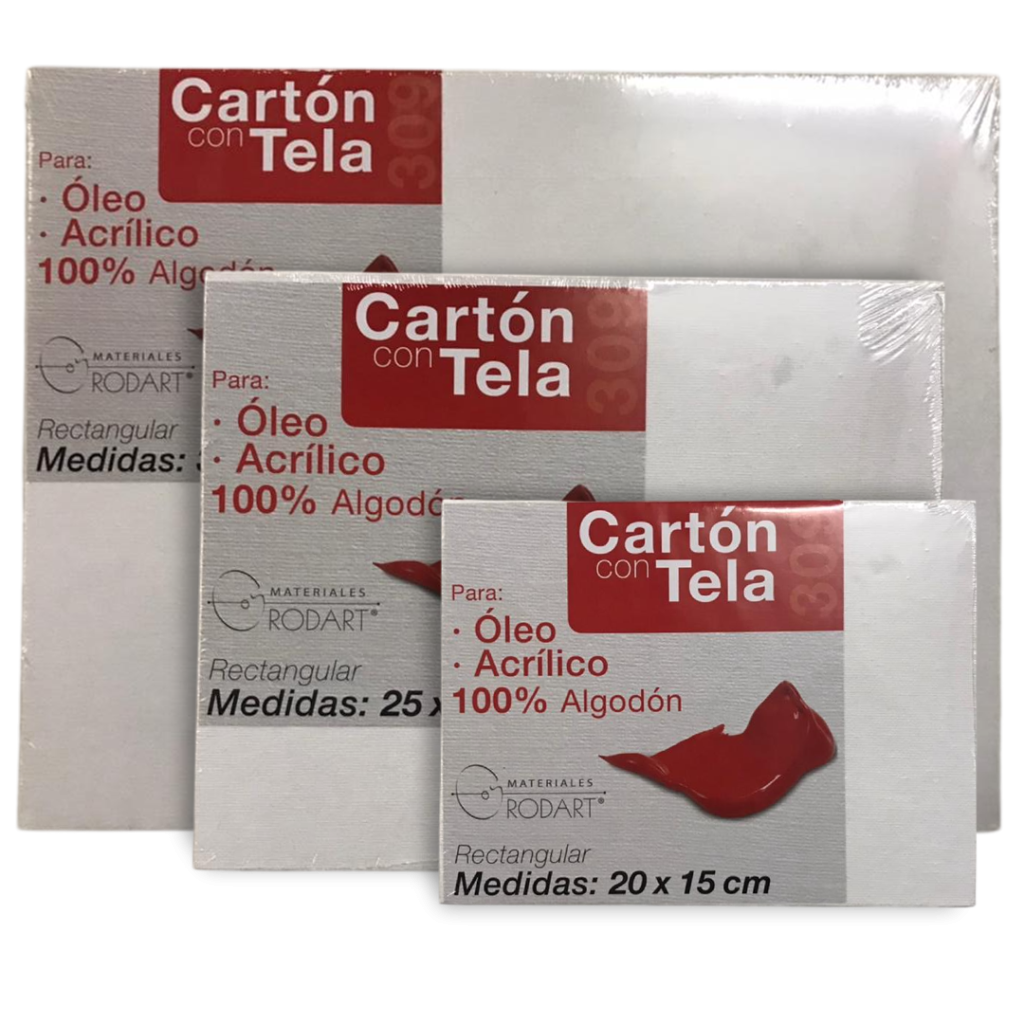 Cartón
con Tela
309
Para:
· Óleo
· Acrílico
100% Algodón
MATERIALES
RODART®
Rectangular
Medidas:
Cartón
con Tela
309
Para:
· Óleo
· Acrílico
100% Algodón
MATERIALES
RODART®
Rectangular
Medidas: 25 x
Cartón
con Tela
Para:
· Óleo
· Acrílico
100% Algodón
MATERIALES
RODART®
Rectangular
Medidas: 20 x 15 cm